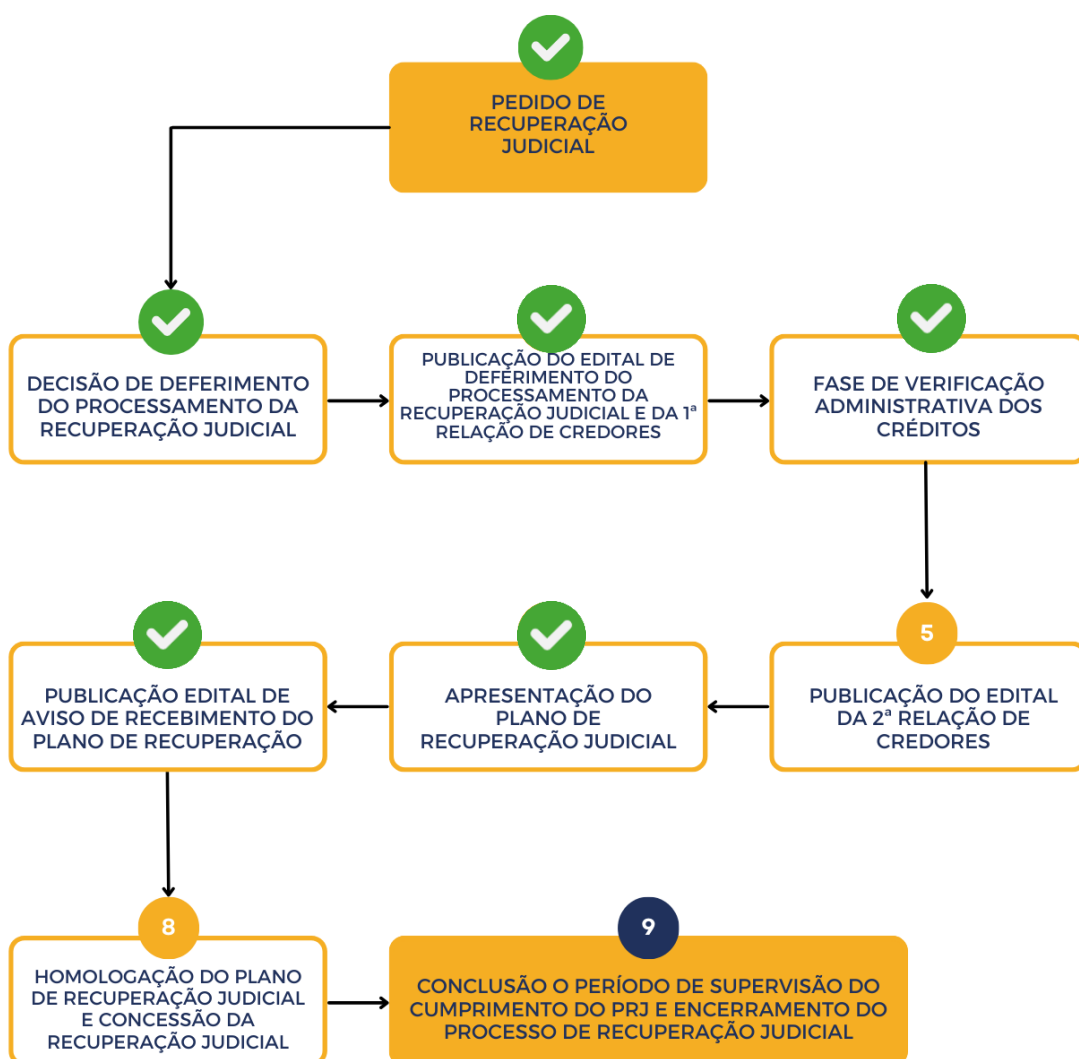 PEDIDO DE
RECUPERAÇÃO
JUDICIAL
DECISÃO DE DEFERIMENTO
DO PROCESSAMENTO DA
RECUPERAÇÃO JUDICIAL
PUBLICAÇÃO DO EDITAL DE
DEFERIMENTO DO
PROCESSAMENTO DA
RECUPERAÇÃO JUDICIAL E DA 1ª
RELAÇÃO DE CREDORES
FASE DE VERIFICAÇÃO
ADMINISTRATIVA DOS
CRÉDITOS
5
PUBLICAÇÃO DO EDITAL
DA 2ª RELAÇÃO DE
CREDORES
APRESENTAÇÃO DO
PLANO DE
RECUPERAÇÃO JUDICIAL
PUBLICAÇÃO EDITAL DE
AVISO DE RECEBIMENTO DO
PLANO DE RECUPERAÇÃO
8
HOMOLOGAÇÃO DO PLANO
DE RECUPERAÇÃO JUDICIAL
E CONCESSÃO DA
RECUPERAÇÃO JUDICIAL
9
CONCLUSÃO O PERÍODO DE SUPERVISÃO DO
CUMPRIMENTO DO PRJ E ENCERRAMENTO DO
PROCESSO DE RECUPERAÇÃO JUDICIAL